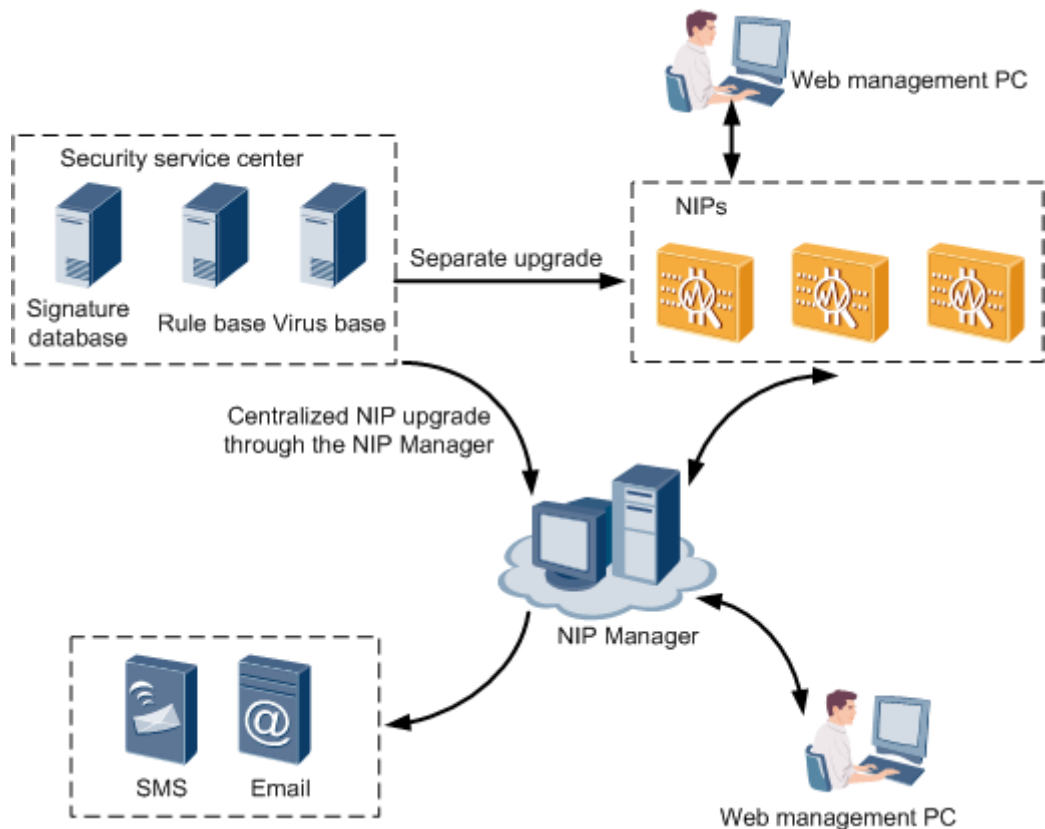 Web management PC
Security service center
NIPs
Separate upgrade
Signature
database
Rule base
Virus base
Centralized NIP upgrade
through the NIP Manager
NIP Manager
SMS
Email
@
Web management PC